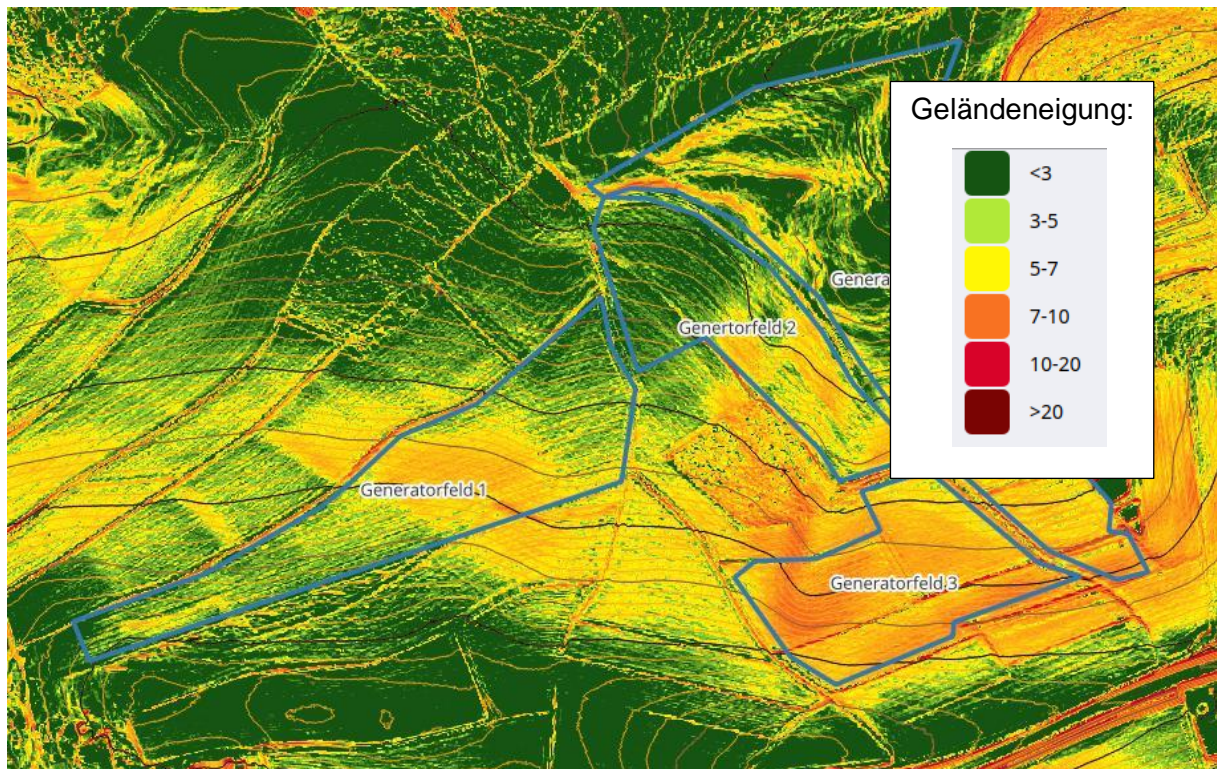 Geländeneigung:
<3
3-5
5-7
7-10
10-20
>20
Genera
Genertorfeld 2
Generatorfeld 1
Generatorfeld 3